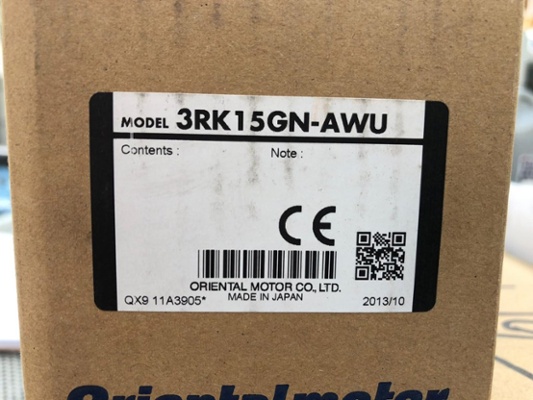 MODEL 3RK15GN-AWU
Contents :    Note :
CE
ORIENTAL MOTOR CO., LTD.
MADE IN JAPAN
QX9 11A3905*    2013/10
Orientalmotor